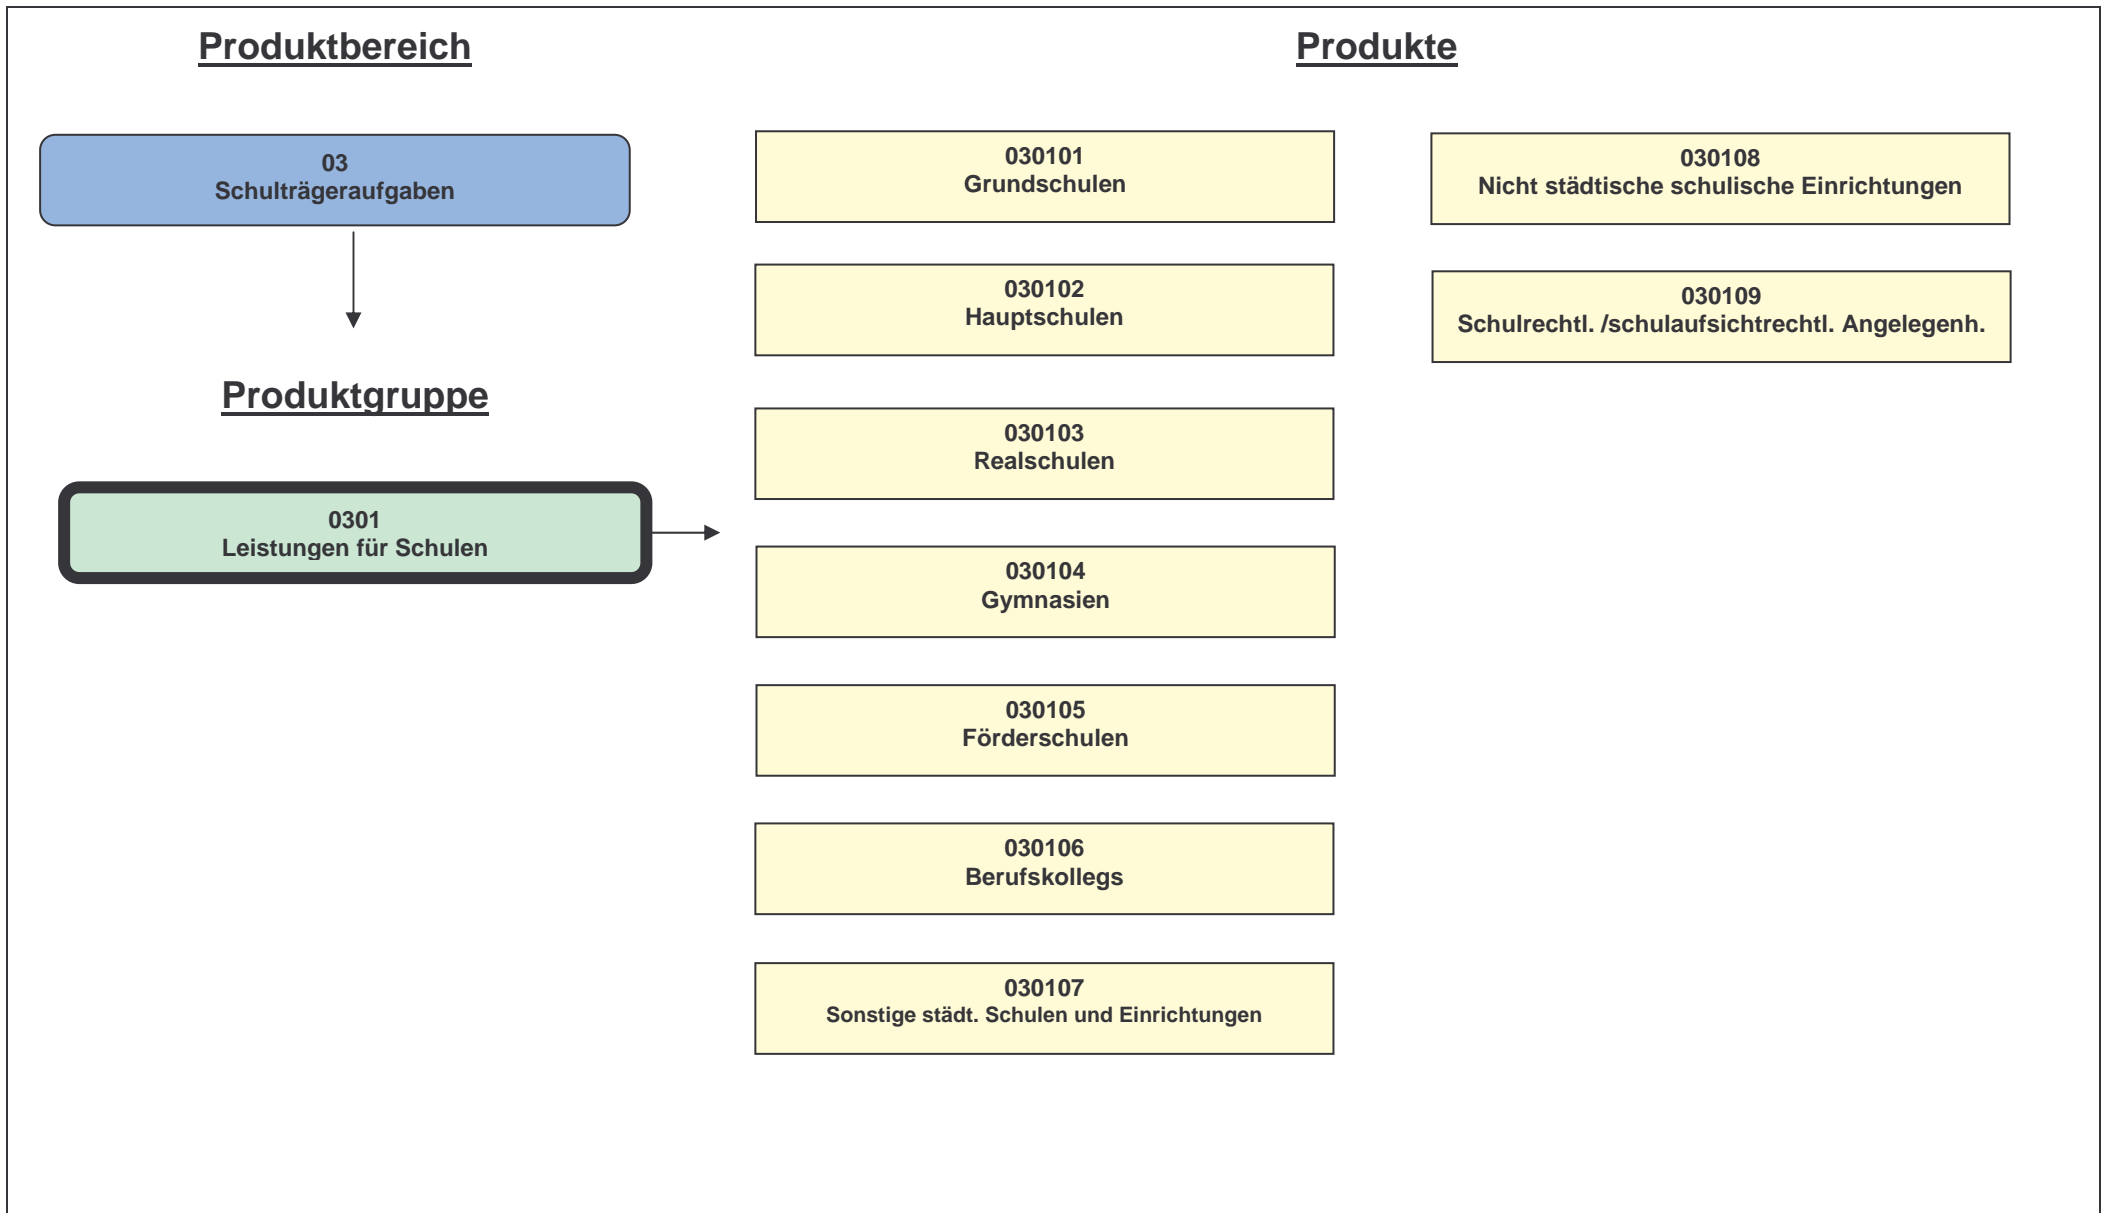 Produktbereich
03
Schulträgeraufgaben
Produktgruppe
0301
Leistungen für Schulen
Produkte
030101
Grundschulen
030102
Hauptschulen
030103
Realschulen
030104
Gymnasien
030105
Förderschulen
030106
Berufskollegs
030107
Sonstige städt. Schulen und Einrichtungen
030108
Nicht städtische schulische Einrichtungen
030109
Schulrechtl. /schulaufsichtrechtl. Angelegenh.